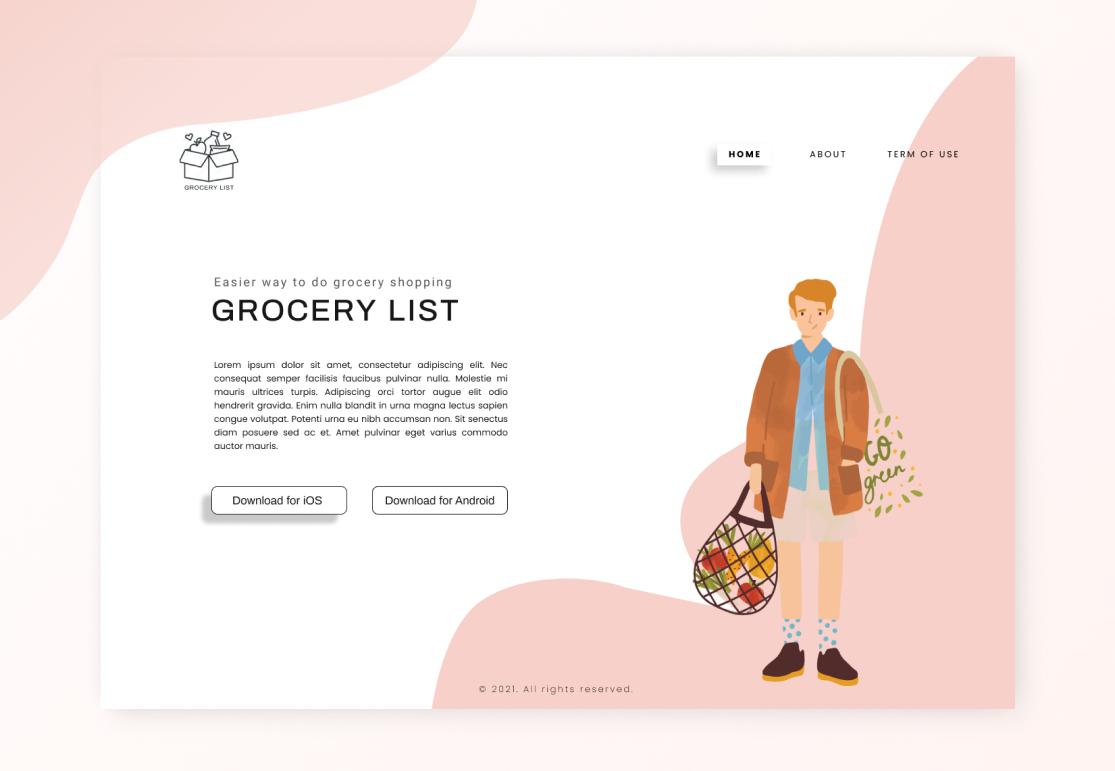 GROCERY LIST
HOME
ABOUT
TERM OF USE
Easier way to do grocery shopping
GROCERY LIST
Lorem ipsum dolor sit amet, consectetur adipiscing elit. Nec
consequat semper facilisis faucibus pulvinar nulla. Molestie mi
mauris ultrices turpis. Adipiscing orci tortor augue elit odio
hendrerit gravida. Enim nulla blandit in urna magna lectus sapien
congue volutpat. Potenti urna eu nibh accumsan non. Sit senectus
diam posuere sed ac et. Amet pulvinar eget varius commodo
auctor mauris.
GO
green
Download for iOS
Download for Android
© 2021. All rights reserved.